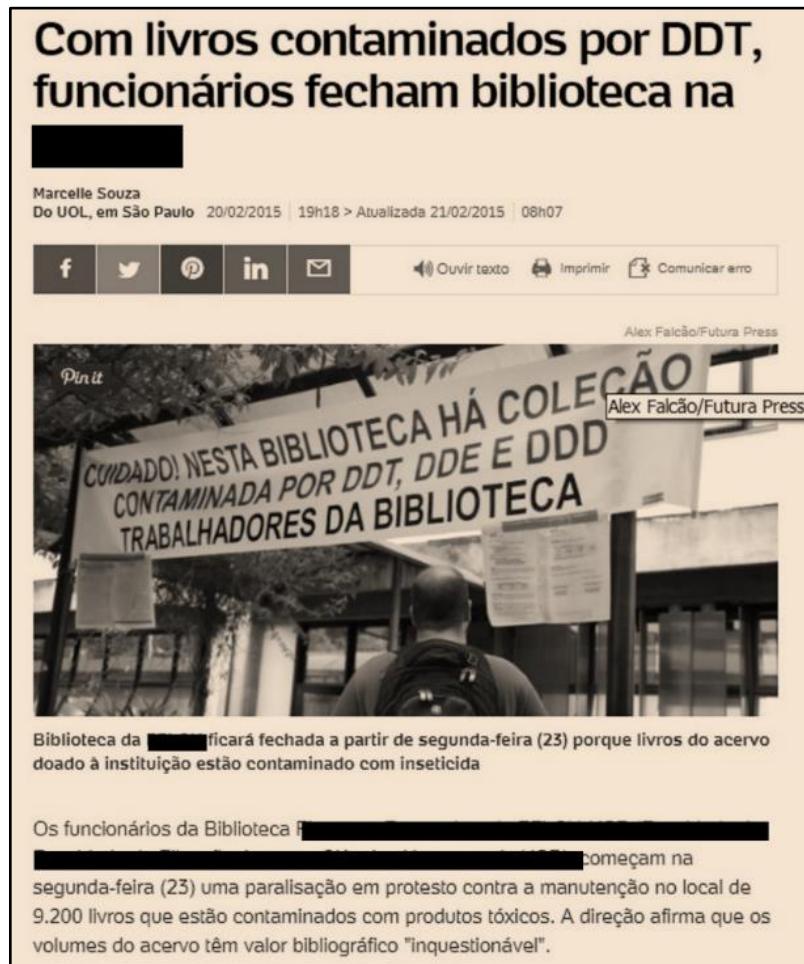 Com livros contaminados por DDT,
funcionários fecham biblioteca na
Marcelle Souza
Do UOL, em São Paulo 20/02/2015 19h18 > Atualizada 21/02/2015 08h07
Ouvir texto Imprimir Comunicar erro
Alex Falcão/Futura Press
Pin it
Alex Falcão/Futura Press
CUIDADO! NESTA BIBLIOTECA HÁ COLEÇÃO
CONTAMINADA POR DDT, DDE E DDD
TRABALHADORES DA BIBLIOTECA
Biblioteca da ficará fechada a partir de segunda-feira (23) porque livros do acervo
doado à instituição estão contaminado com inseticida
Os funcionários da Biblioteca
começam na
segunda-feira (23) uma paralisação em protesto contra a manutenção no local de
9.200 livros que estão contaminados com produtos tóxicos. A direção afirma que os
volumes do acervo têm valor bibliográfico "inquestionável".